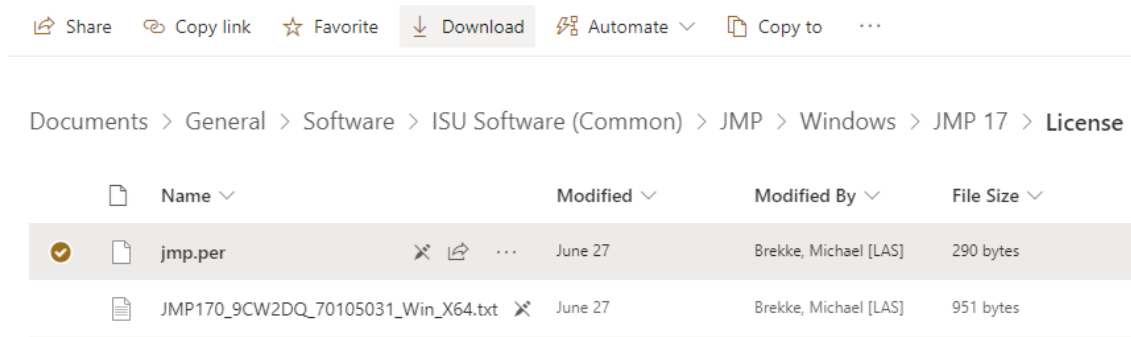 Share Copy link Favorite Download Automate Copy to ...
Documents > General > Software > ISU Software (Common) > JMP > Windows > JMP 17 > License
Name Modified Modified By File Size
jmp.per ... June 27 Brekke, Michael [LAS] 290 bytes
JMP170_9CW2DQ_70105031_Win_X64.txt June 27 Brekke, Michael [LAS] 951 bytes